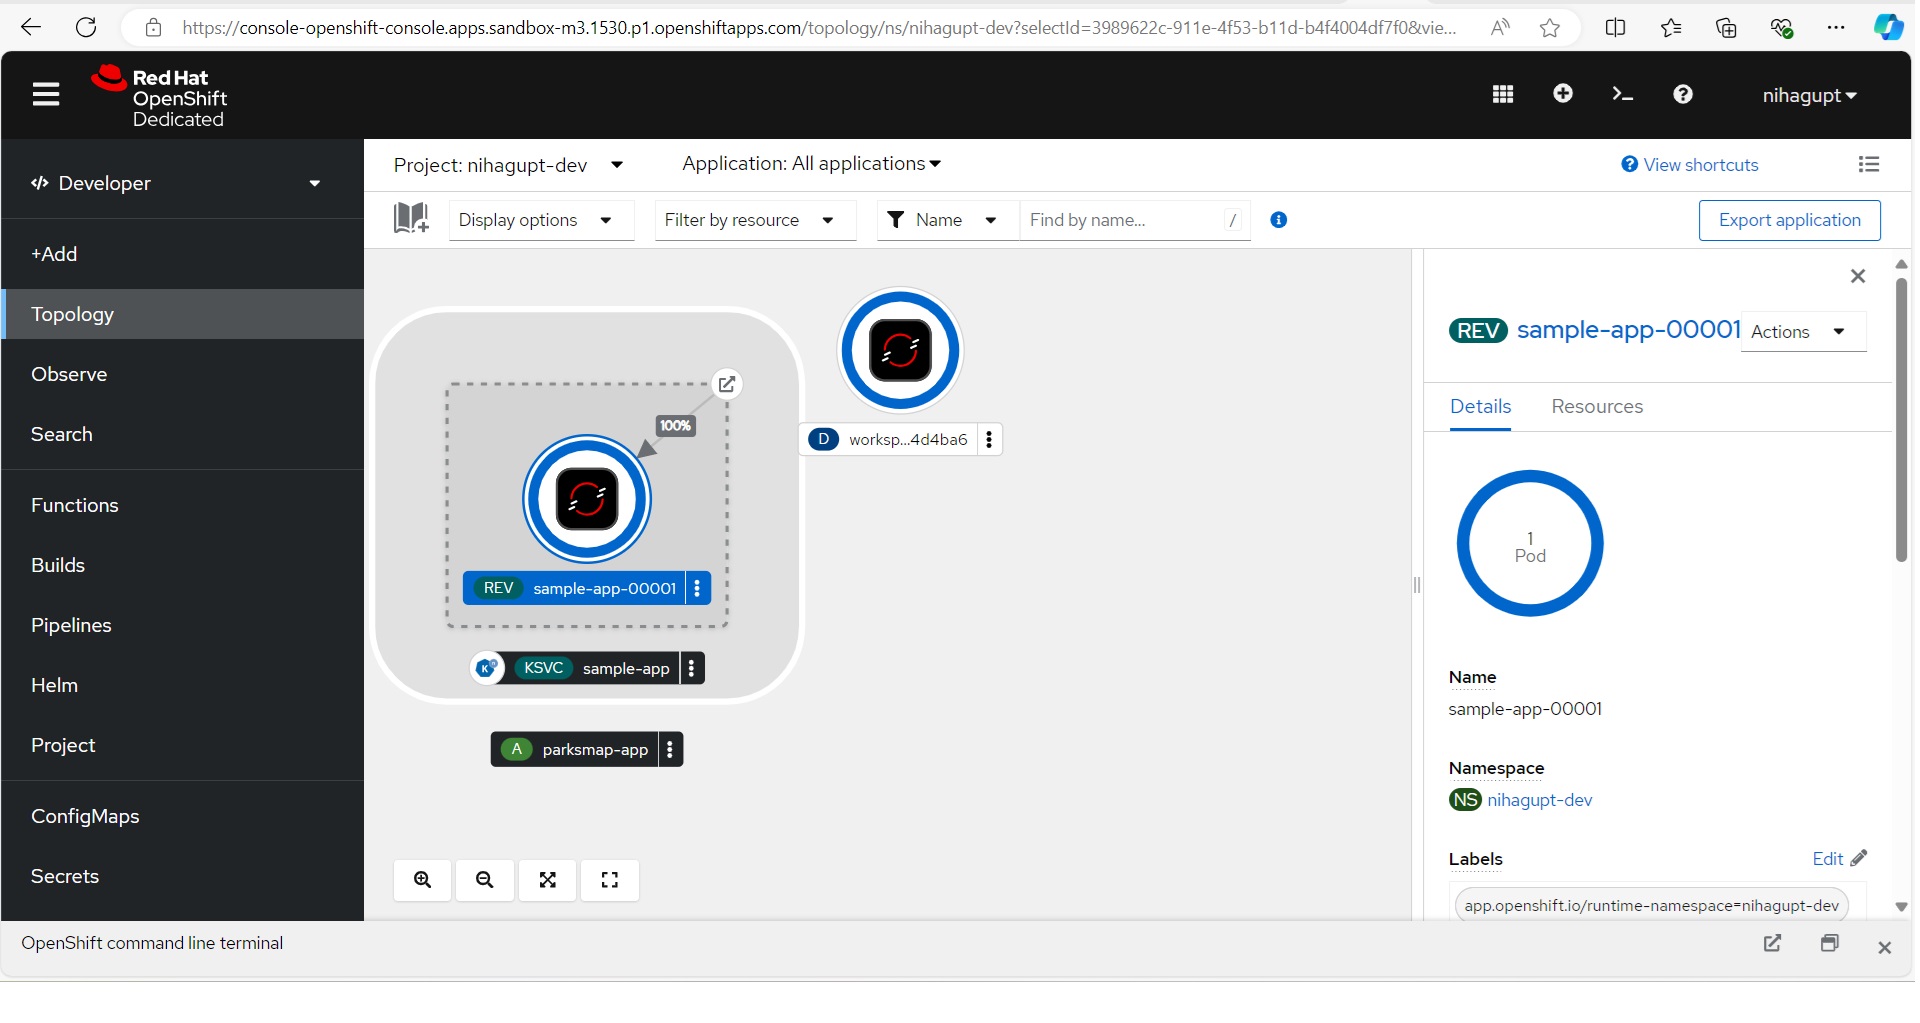 https://console-openshift-console.apps.sandbox-m3.1530.p1.openshiftapps.com/topology/ns/nihagupt-dev?selectId=3989622c-911e-4f53-b11d-b4f4004df7f0&vie...
Red Hat
OpenShift
Dedicated
nihagupt
Developer
+Add
Topology
Observe
Search
Functions
Builds
Pipelines
Helm
Project
ConfigMaps
Secrets
Project: nihagupt-dev
Application: All applications
View shortcuts
Display options
Filter by resource
Name
Find by name...
/
Export application
100%
REV sample-app-00001
KSVC sample-app
A parksmap-app
D worksp...4d4ba6
REV sample-app-00001
Actions
Details
Resources
1
Pod
Name
sample-app-00001
Namespace
NS nihagupt-dev
Labels
Edit
app.openshift.io/runtime-namespace=nihagupt-dev
OpenShift command line terminal